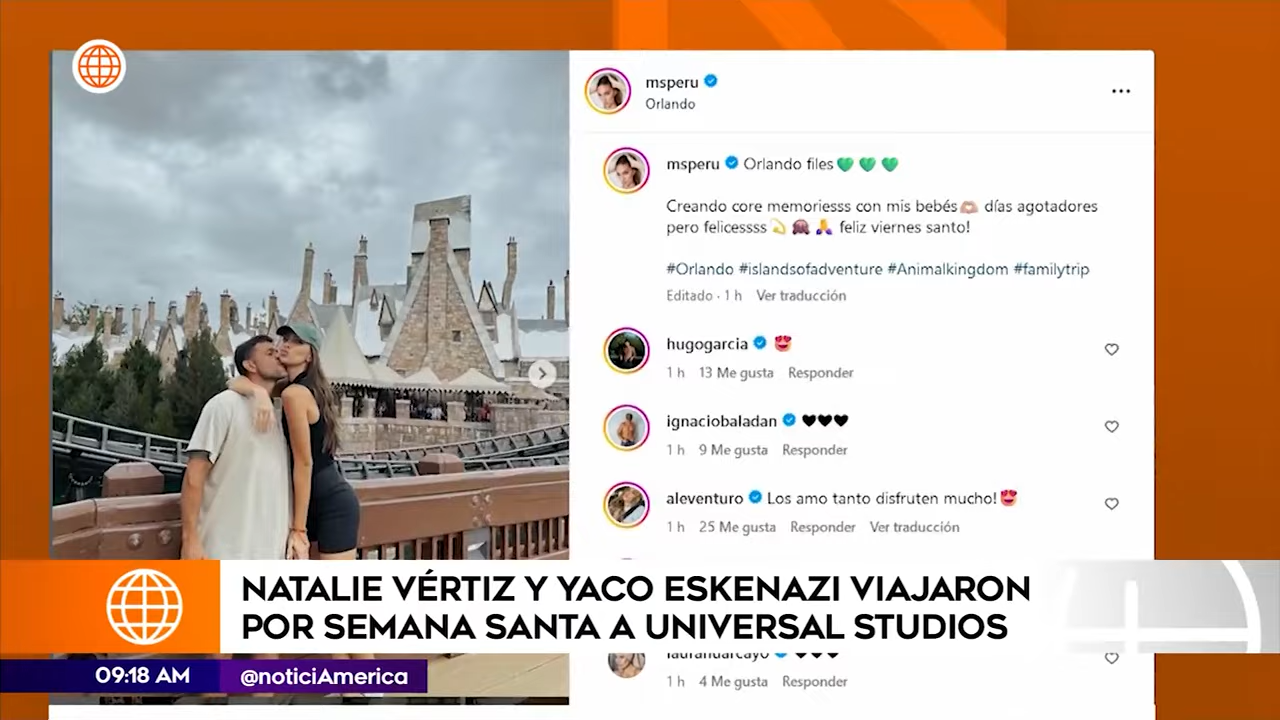 msperu
Orlando
msperu Orlando files💚💚💚
Creando core memoriesss con mis bebés🫶🏼 días agotadores
pero felicessss💫🙈🙏 feliz viernes santo!
#Orlando #islandsofadventure #Animalkingdom #familytrip
Editado · 1 h Ver traducción
hugogarcia 😍
1 h 13 Me gusta Responder
ignaciobaladan 🖤🖤🖤
1 h 9 Me gusta Responder
aleventuro Los amo tanto disfruten mucho!😍
1 h 25 Me gusta Responder Ver traducción
NATALIE VÉRTIZ Y YACO ESKENAZI VIAJARON
POR SEMANA SANTA A UNIVERSAL STUDIOS
1 h 4 Me gusta Responder
09:18 AM @noticiAmerica